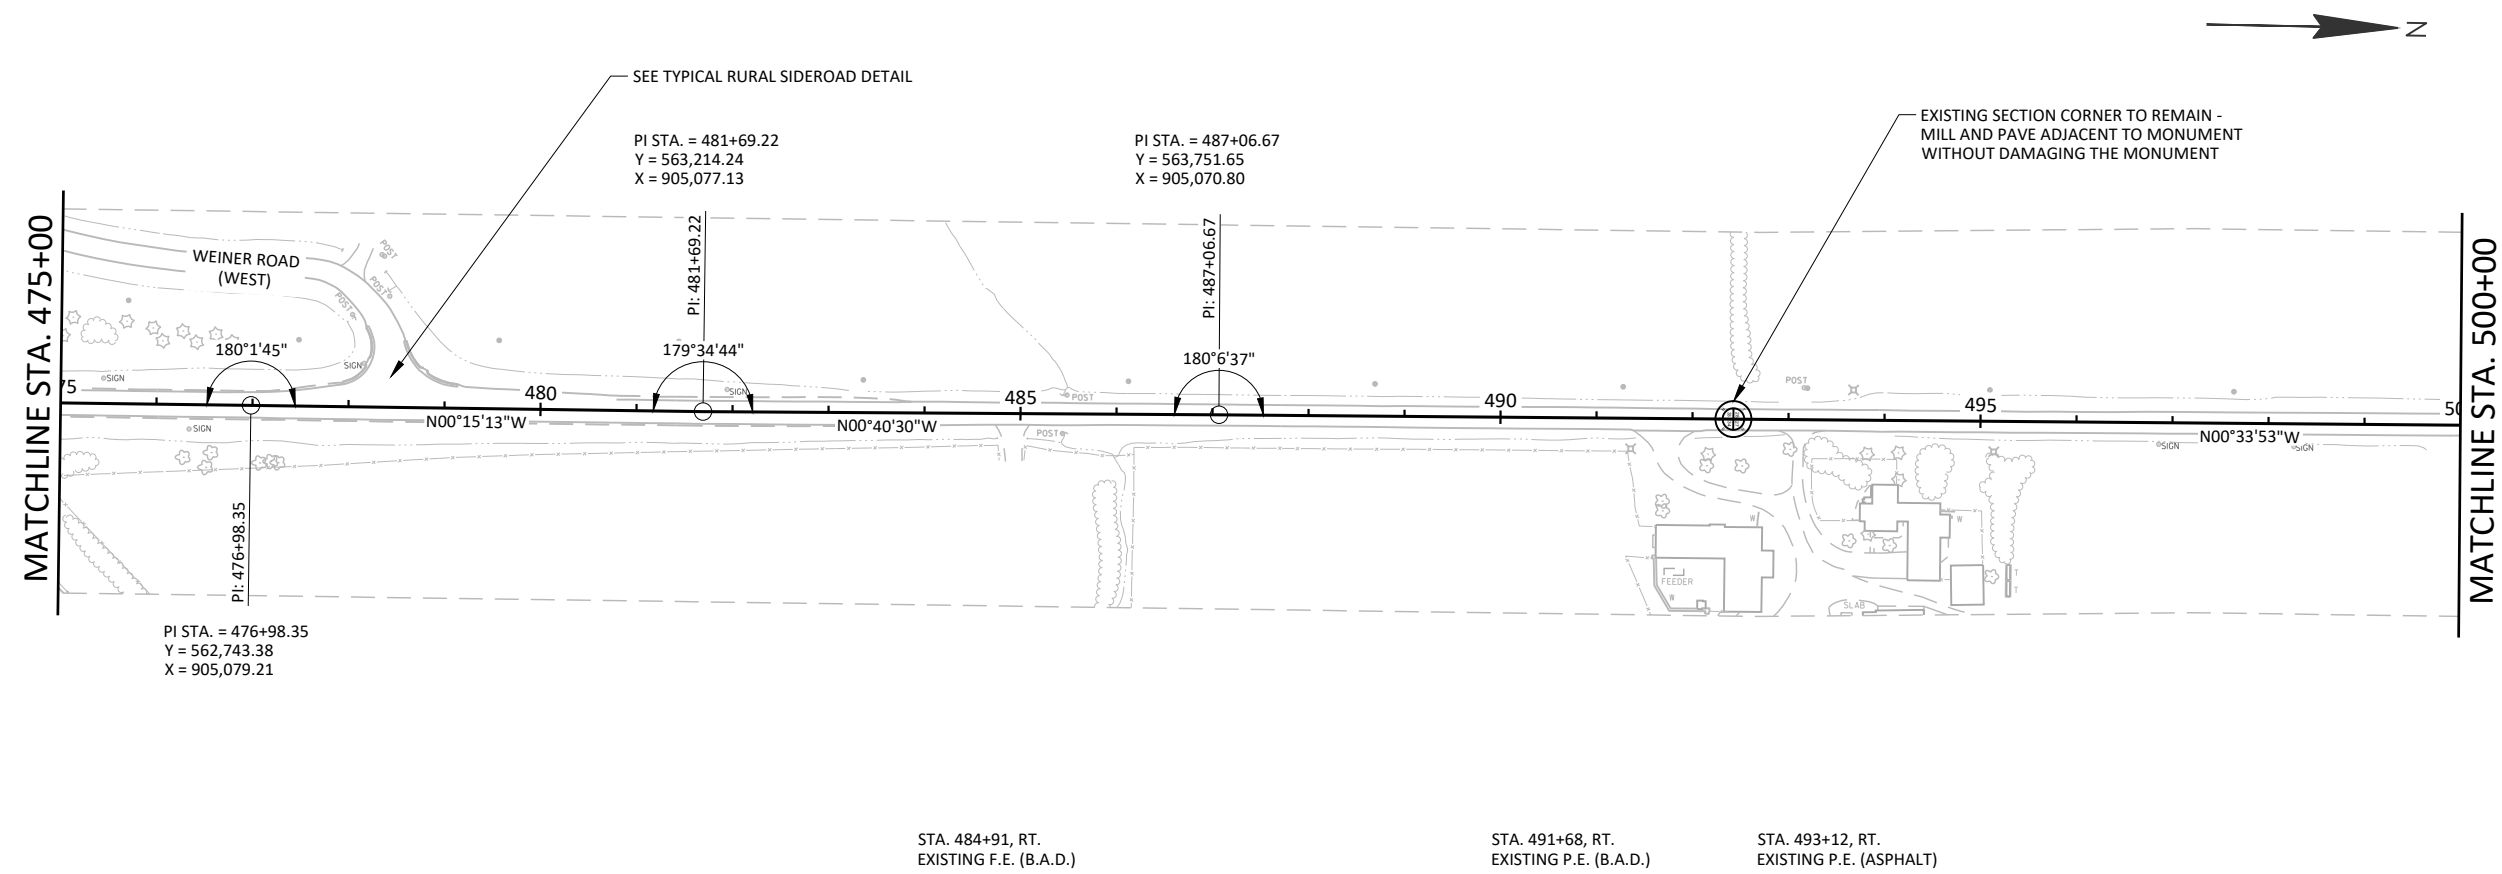 N
SEE TYPICAL RURAL SIDEROAD DETAIL
EXISTING SECTION CORNER TO REMAIN -
MILL AND PAVE ADJACENT TO MONUMENT
WITHOUT DAMAGING THE MONUMENT
PI STA. = 481+69.22
Y = 563,214.24
X = 905,077.13
PI STA. = 487+06.67
Y = 563,751.65
X = 905,070.80
MATCHLINE STA. 475+00
MATCHLINE STA. 500+00
WEINER ROAD
(WEST)
POST
POST
POST
PI: 481+69.22
PI: 487+06.67
180°1'45"
179°34'44"
180°6'37"
SIGN
SIGN
SIGN
POST
POST
75
480
485
490
495
50
SIGN
N00°15'13"W
N00°40'30"W
POST
N00°33'53"W
SIGN
SIGN
PI: 476+98.35
W
W
FEEDER
W
T
T
SLAB
PI STA. = 476+98.35
Y = 562,743.38
X = 905,079.21
STA. 484+91, RT.
EXISTING F.E. (B.A.D.)
STA. 491+68, RT.
EXISTING P.E. (B.A.D.)
STA. 493+12, RT.
EXISTING P.E. (ASPHALT)